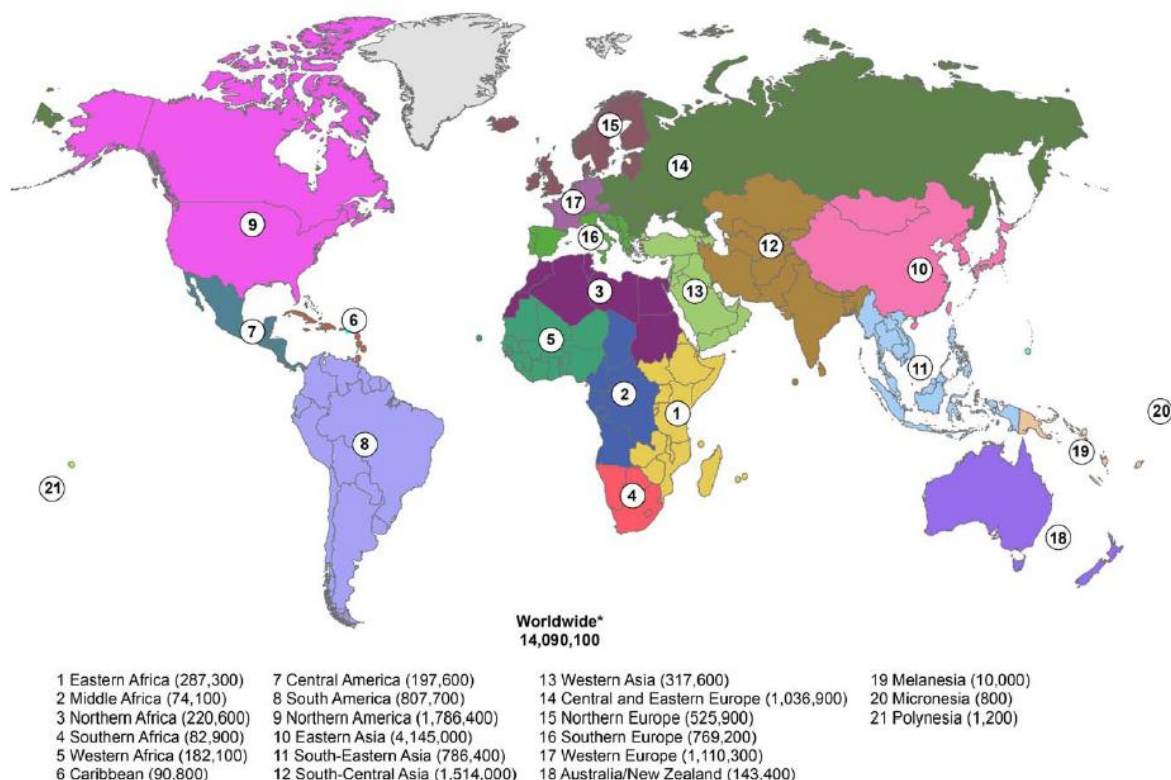 15
14
17
9
16
12
10
3
13
6
7
5
11
2
1
20
8
19
21
4
18
Worldwide*
14,090,100
1 Eastern Africa (287,300)
2 Middle Africa (74,100)
3 Northern Africa (220,600)
4 Southern Africa (82,900)
5 Western Africa (182,100)
6 Caribbean (90,800)
7 Central America (197,600)
8 South America (807,700)
9 Northern America (1,786,400)
10 Eastern Asia (4,145,000)
11 South-Eastern Asia (786,400)
12 South-Central Asia (1,514,000)
13 Western Asia (317,600)
14 Central and Eastern Europe (1,036,900)
15 Northern Europe (525,900)
16 Southern Europe (769,200)
17 Western Europe (1,110,300)
18 Australia/New Zealand (143,400)
19 Melanesia (10,000)
20 Micronesia (800)
21 Polynesia (1,200)